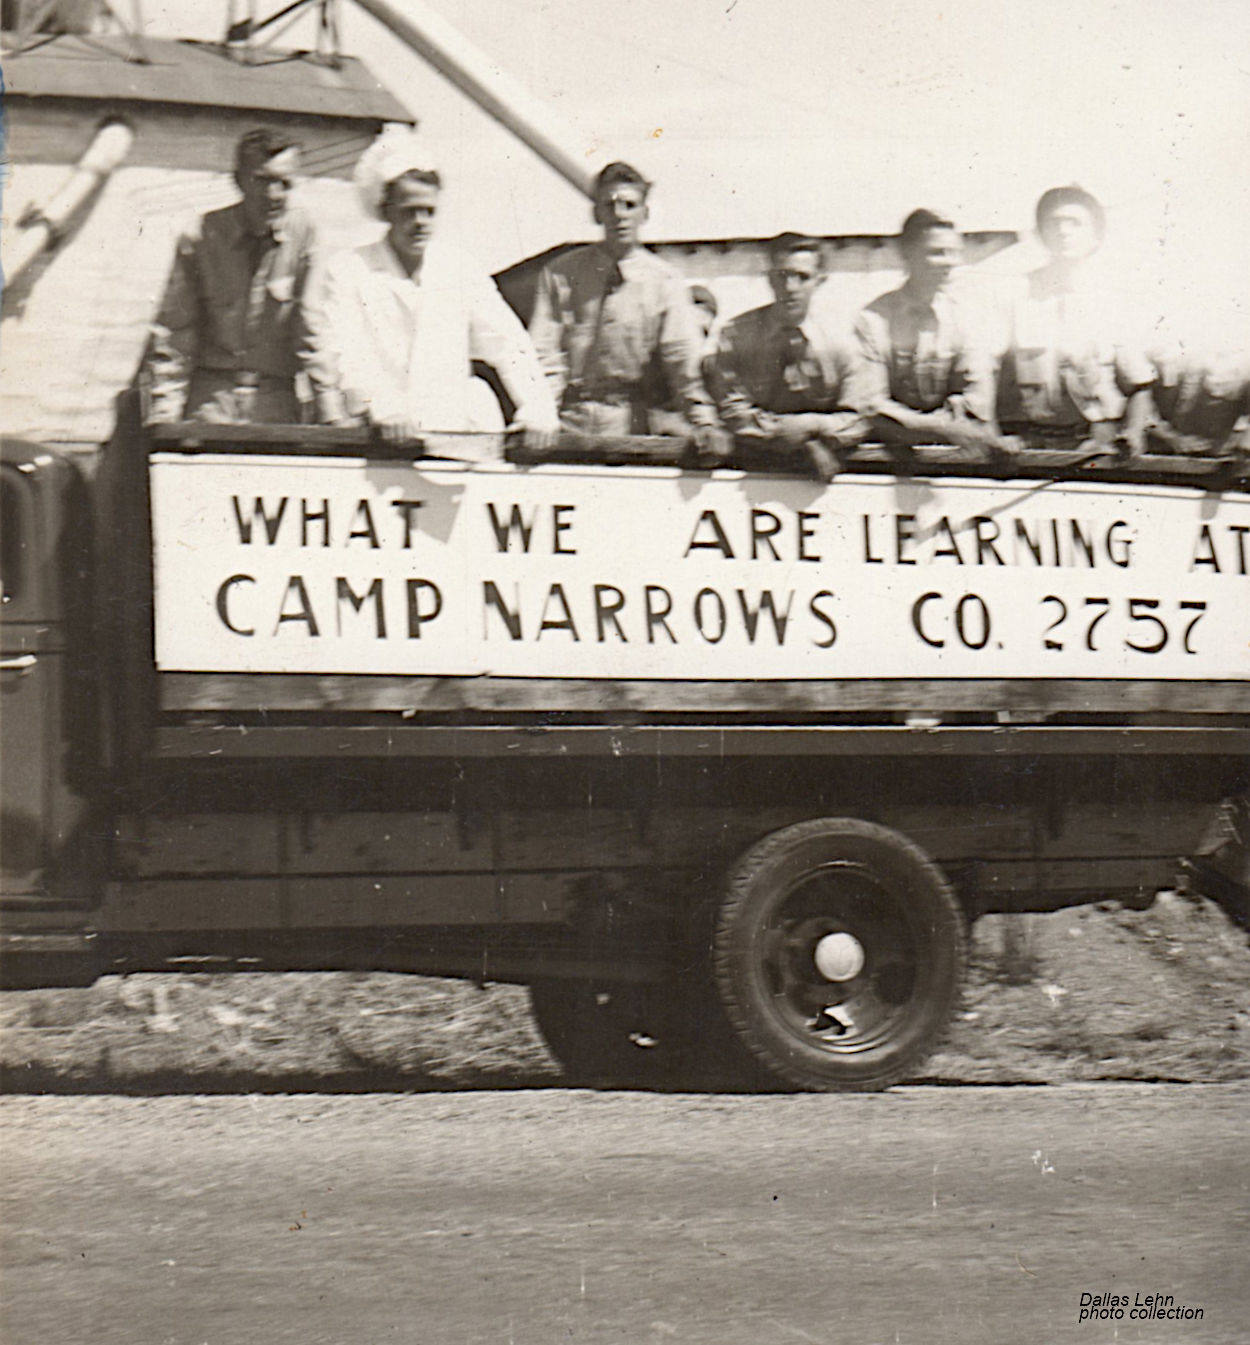 WHAT WE ARE LEARNING AT
CAMP NARROWS CO. 2757
Dallas Lehn
photo collection